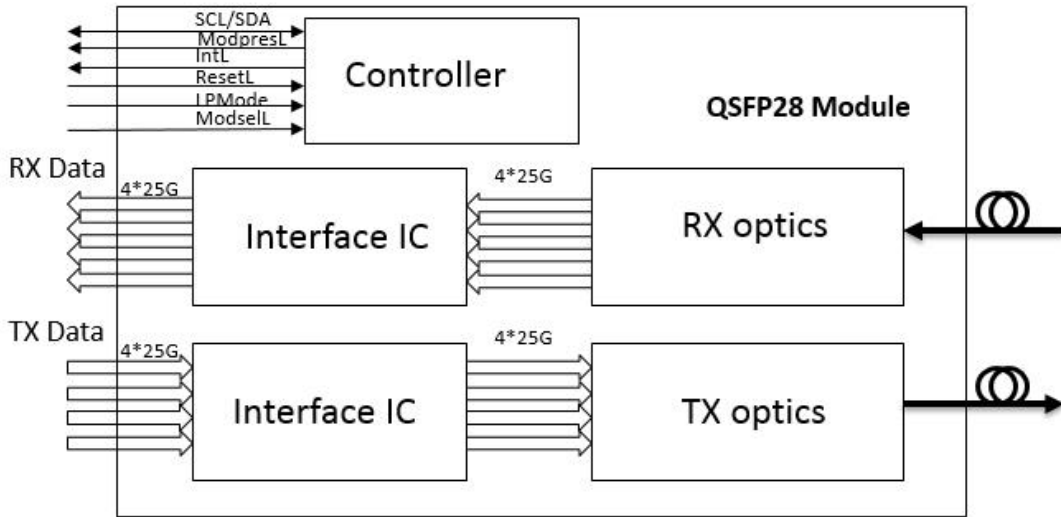 SCL/SDA
ModpresL
IntL
ResetL
LPMode
ModselL
Controller
QSFP28 Module
RX Data
4*25G
4*25G
Interface IC
RX optics
TX Data
4*25G
4*25G
Interface IC
TX optics